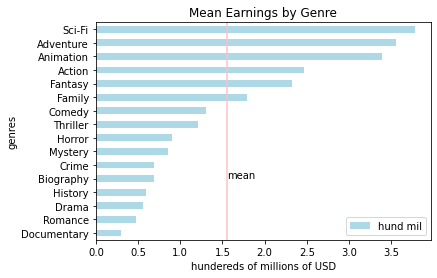 Mean Earnings by Genre
genres
Sci-Fi
Adventure
Animation
Action
Fantasy
Family
Comedy
Thriller
Horror
Mystery
Crime
Biography
History
Drama
Romance
Documentary
mean
hund mil
0.0 0.5 1.0 1.5 2.0 2.5 3.0 3.5
hundereds of millions of USD